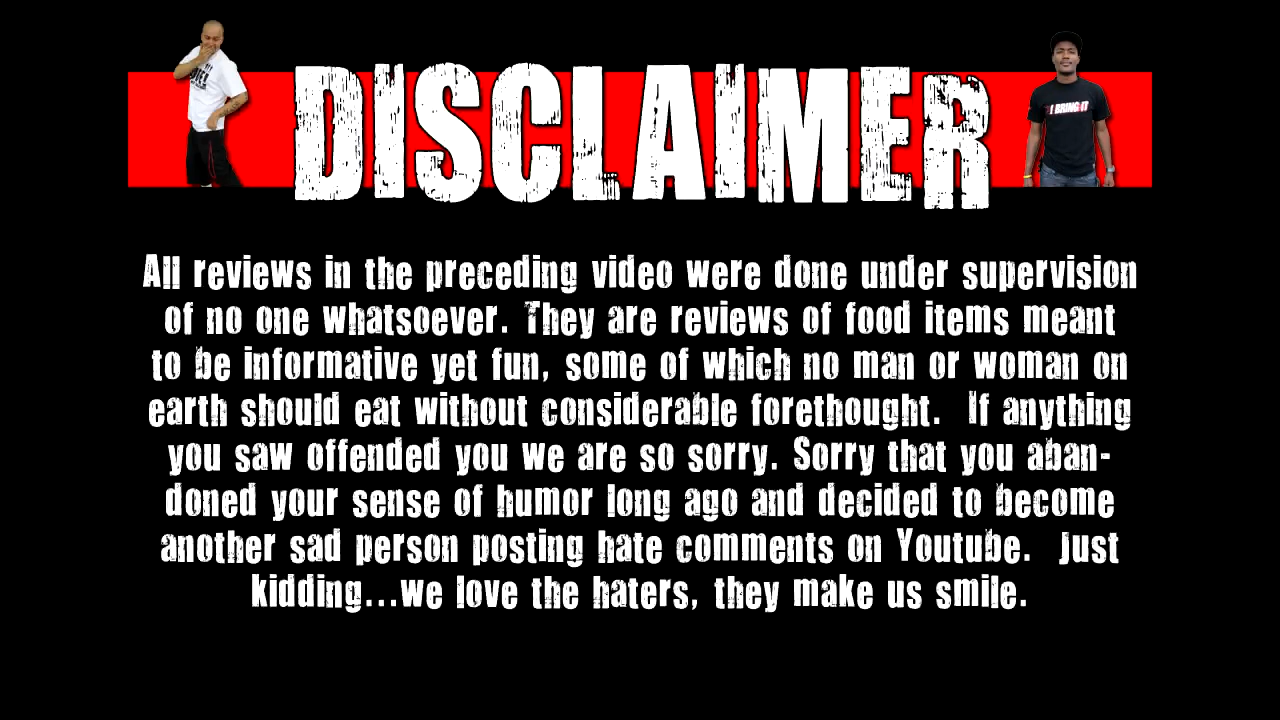 DISCLAIMER
I BRING IT
All reviews in the preceding video were done under supervision
of no one whatsoever. They are reviews of food items meant
to be informative yet fun, some of which no man or woman on
earth should eat without considerable forethought. If anything
you saw offended you we are so sorry. Sorry that you aban-
doned your sense of humor long ago and decided to become
another sad person posting hate comments on Youtube. Just
kidding...we love the haters, they make us smile.